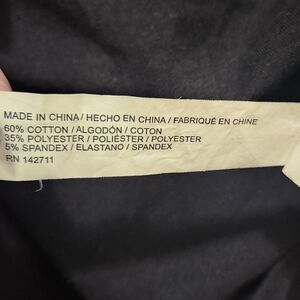 MADE IN CHINA / HECHO EN CHINA / FABRIQUÉ EN CHINE
60% COTTON / ALGODÓN / COTON
35% POLYESTER / POLIÉSTER / POLYESTER
5% SPANDEX / ELASTANO / SPANDEX
RN 142711